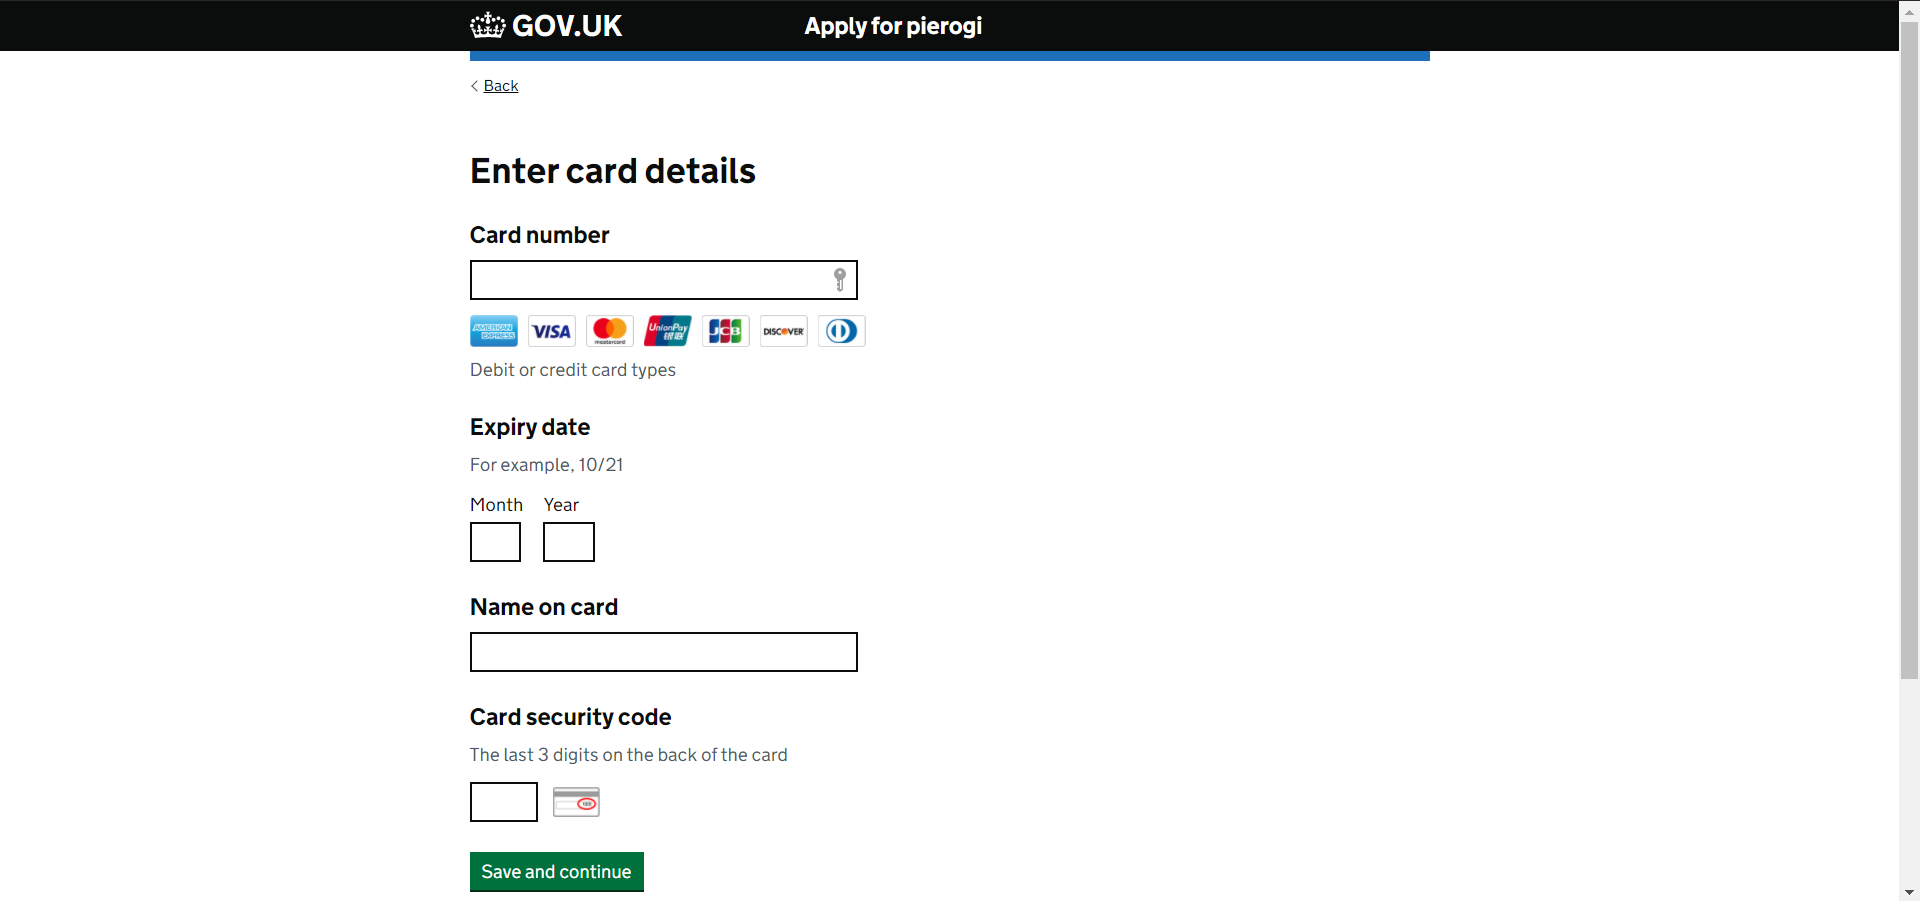 GOV.UK Apply for pierogi
Back
Enter card details
Card number
AMERICAN EXPRESS VISA mastercard UnionPay 银联 JCB DISCOVER
Debit or credit card types
Expiry date
For example, 10/21
Month Year
Name on card
Card security code
The last 3 digits on the back of the card
Save and continue